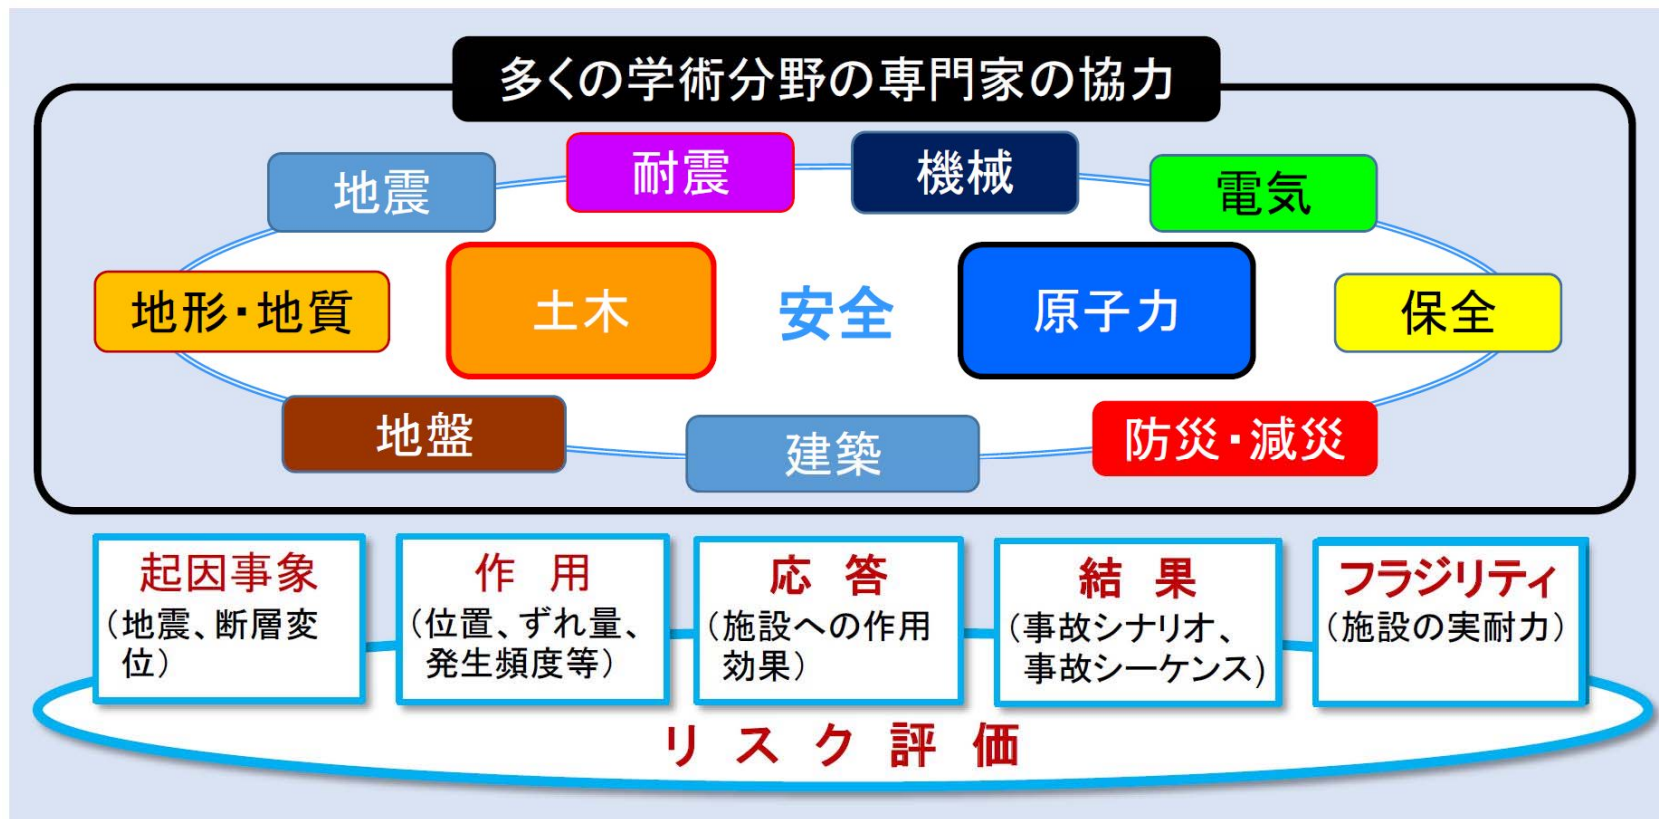 多くの学術分野の専門家の協力
地震
耐震
機械
電気
地形・地質
土木
安全
原子力
保全
地盤
建築
防災・減災
起因事象
（地震、断層変
位）
作　用
（位置、ずれ量、
発生頻度等）
応　答
（施設への作用
効果）
結　果
（事故シナリオ、
事故シーケンス)
フラジリティ
（施設の実耐力）
リ ス ク 評 価